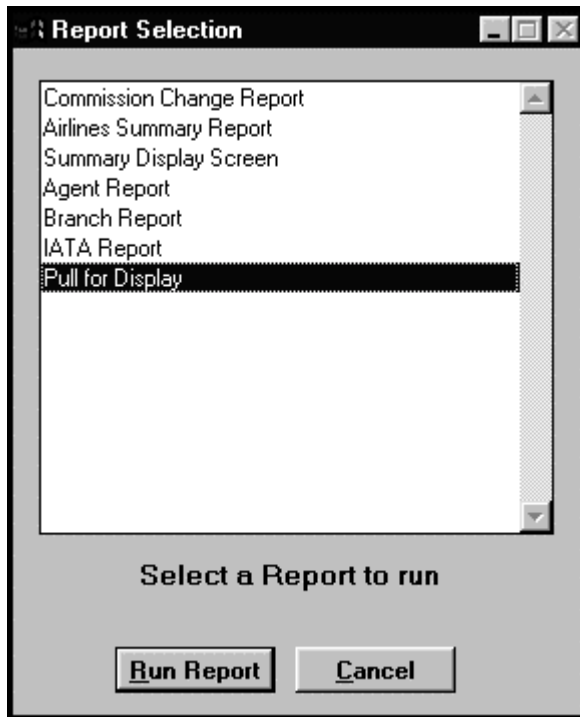 Report Selection
Commission Change Report
Airlines Summary Report
Summary Display Screen
Agent Report
Branch Report
IATA Report
Pull for Display
Select a Report to run
Run Report Cancel